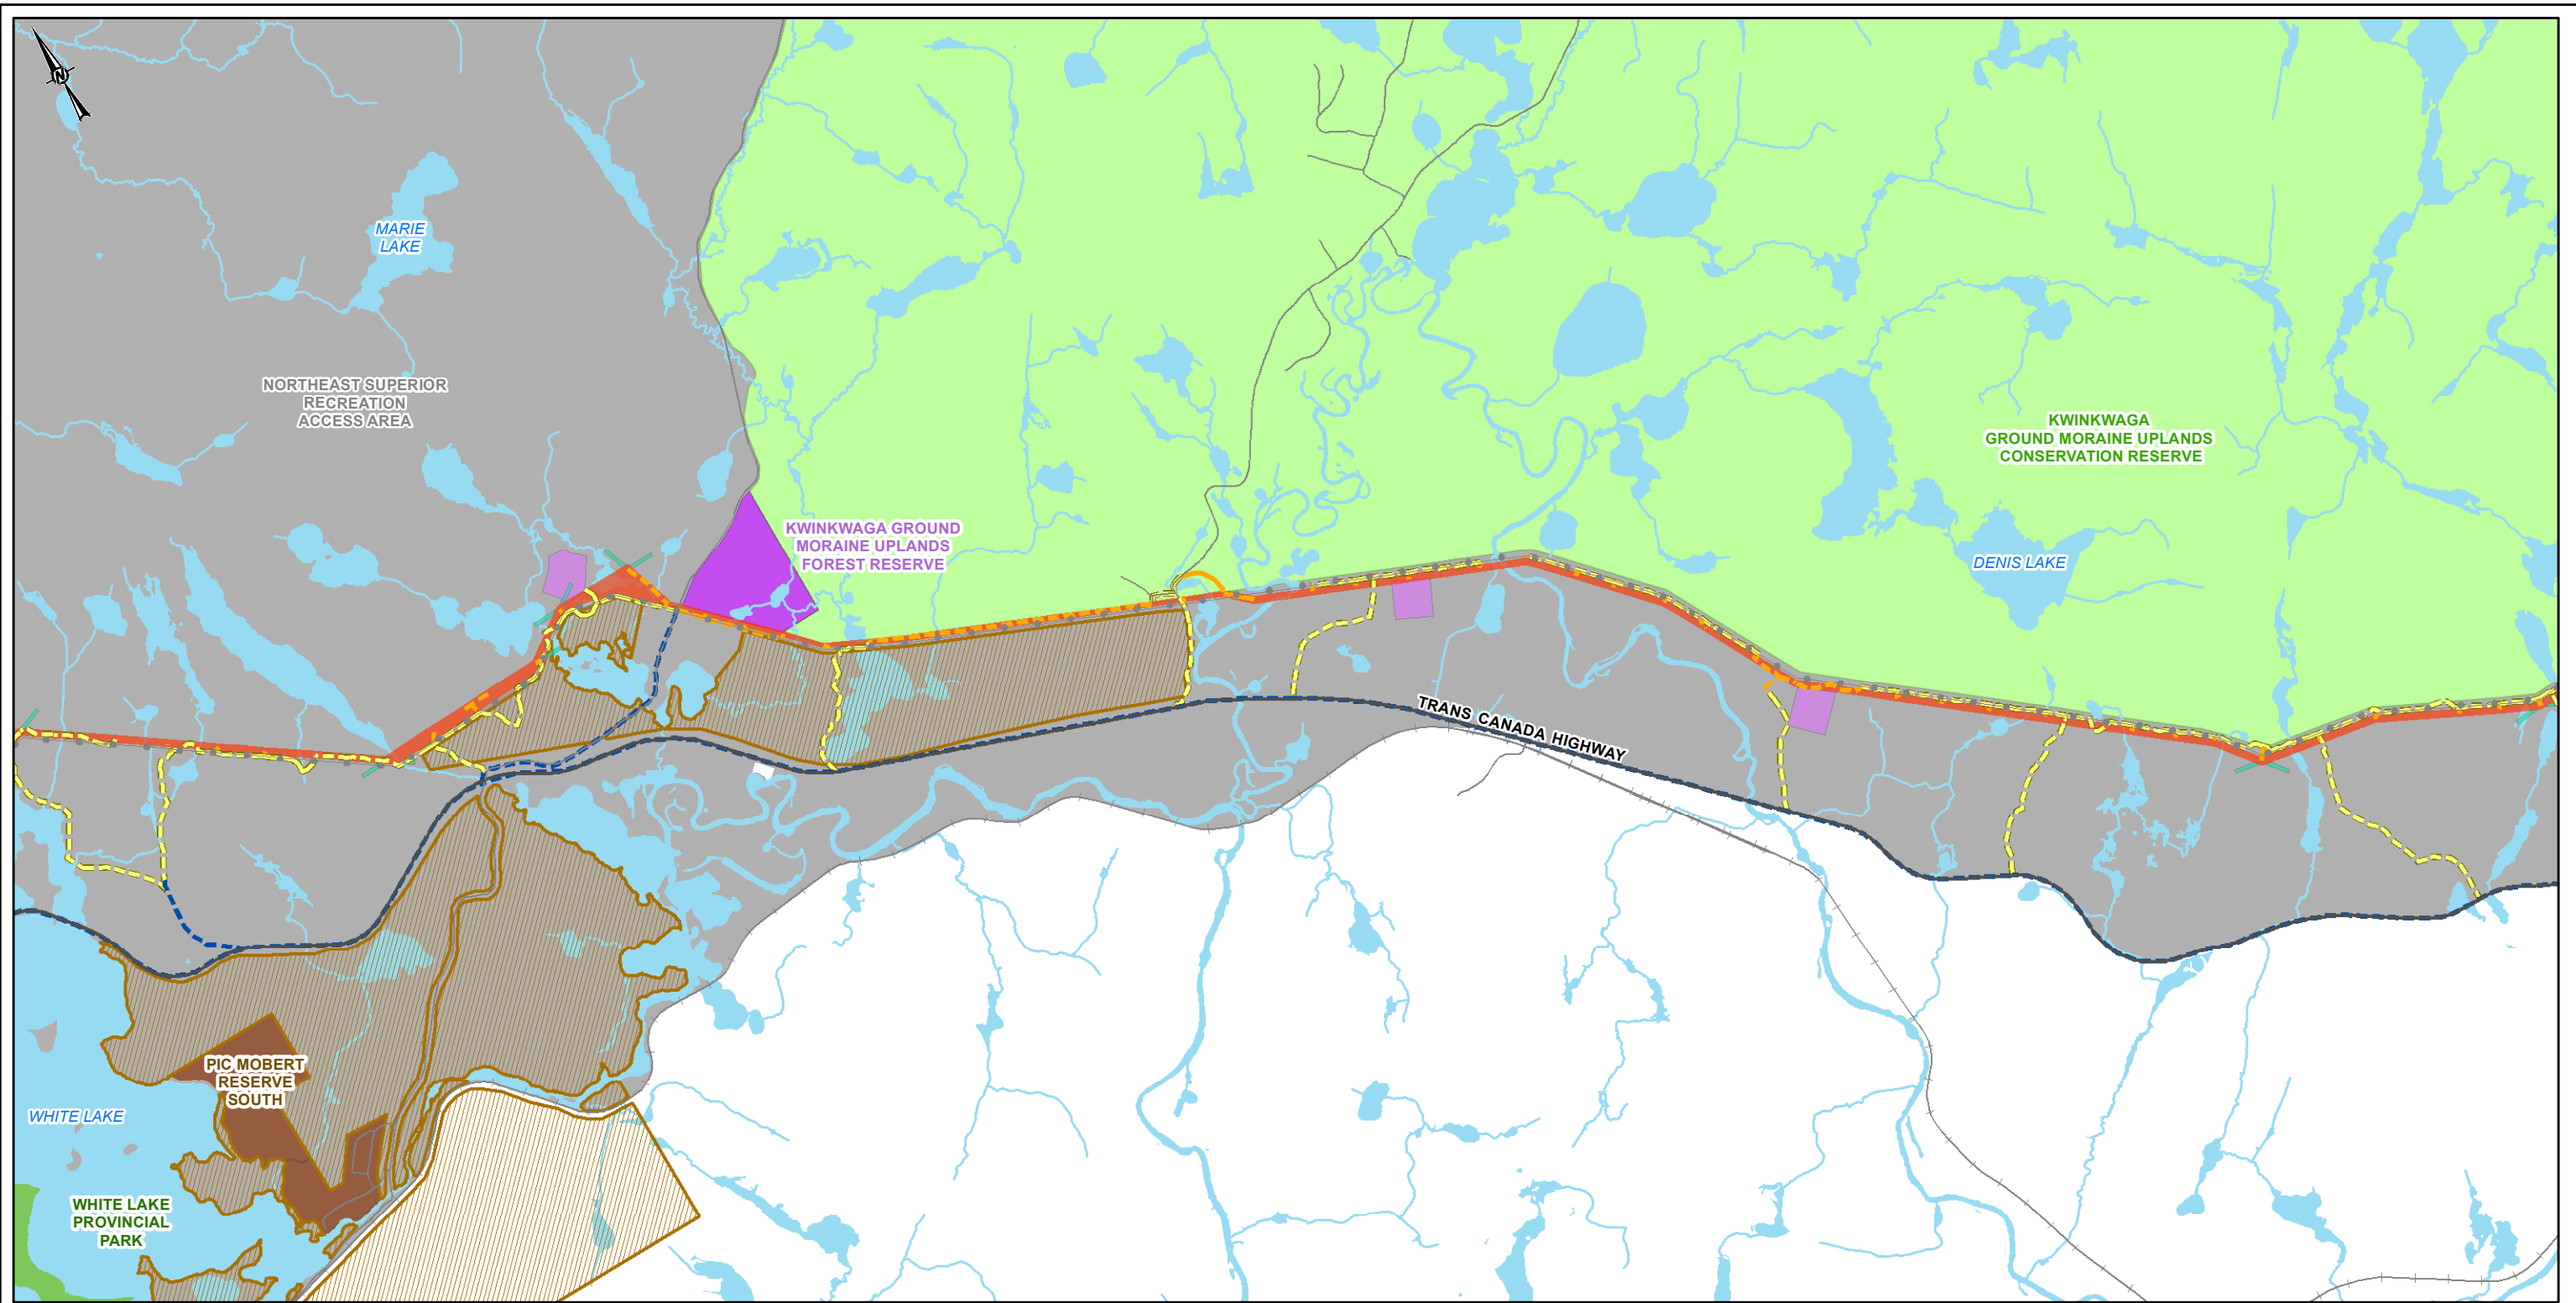 N
MARIE
LAKE
NORTHEAST SUPERIOR
RECREATION
ACCESS AREA
KWINKWAGA
GROUND MORAINE UPLANDS
CONSERVATION RESERVE
KWINKWAGA GROUND
MORAINE UPLANDS
FOREST RESERVE
DENIS LAKE
TRANS CANADA HIGHWAY
PIC MOBERT
RESERVE
SOUTH
WHITE LAKE
WHITE LAKE
PROVINCIAL
PARK